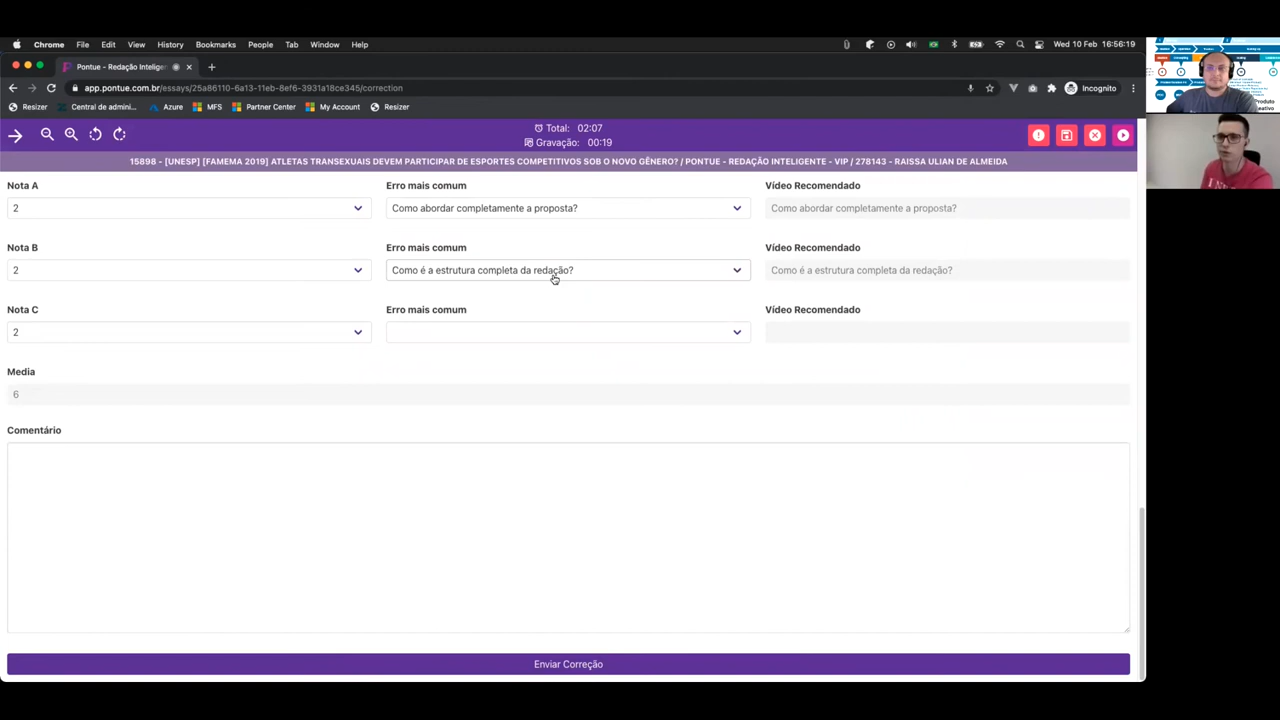 Chrome File Edit View History Bookmarks People Tab Window Help Wed 10 Feb 16:56:19
Pontue - Redação Inteligen
app.pontue.com.br/essays/25a86110-6a13-11eb-8ef6-3931a18ce345/correction Incognito
Resizer Central de admini... Azure MFS Partner Center My Account Resizer
Total: 02:07
Gravação: 00:19
15898 - [UNESP] [FAMEMA 2019] ATLETAS TRANSEXUAIS DEVEM PARTICIPAR DE ESPORTES COMPETITIVOS SOB O NOVO GÊNERO? / PONTUE - REDAÇÃO INTELIGENTE - VIP / 278143 - RAISSA ULIAN DE ALMEIDA
Nota A Erro mais comum Vídeo Recomendado
2 Como abordar completamente a proposta? Como abordar completamente a proposta?
Nota B Erro mais comum Vídeo Recomendado
2 Como é a estrutura completa da redação? Como é a estrutura completa da redação?
Nota C Erro mais comum Vídeo Recomendado
2
Media
6
Comentário
Enviar Correção